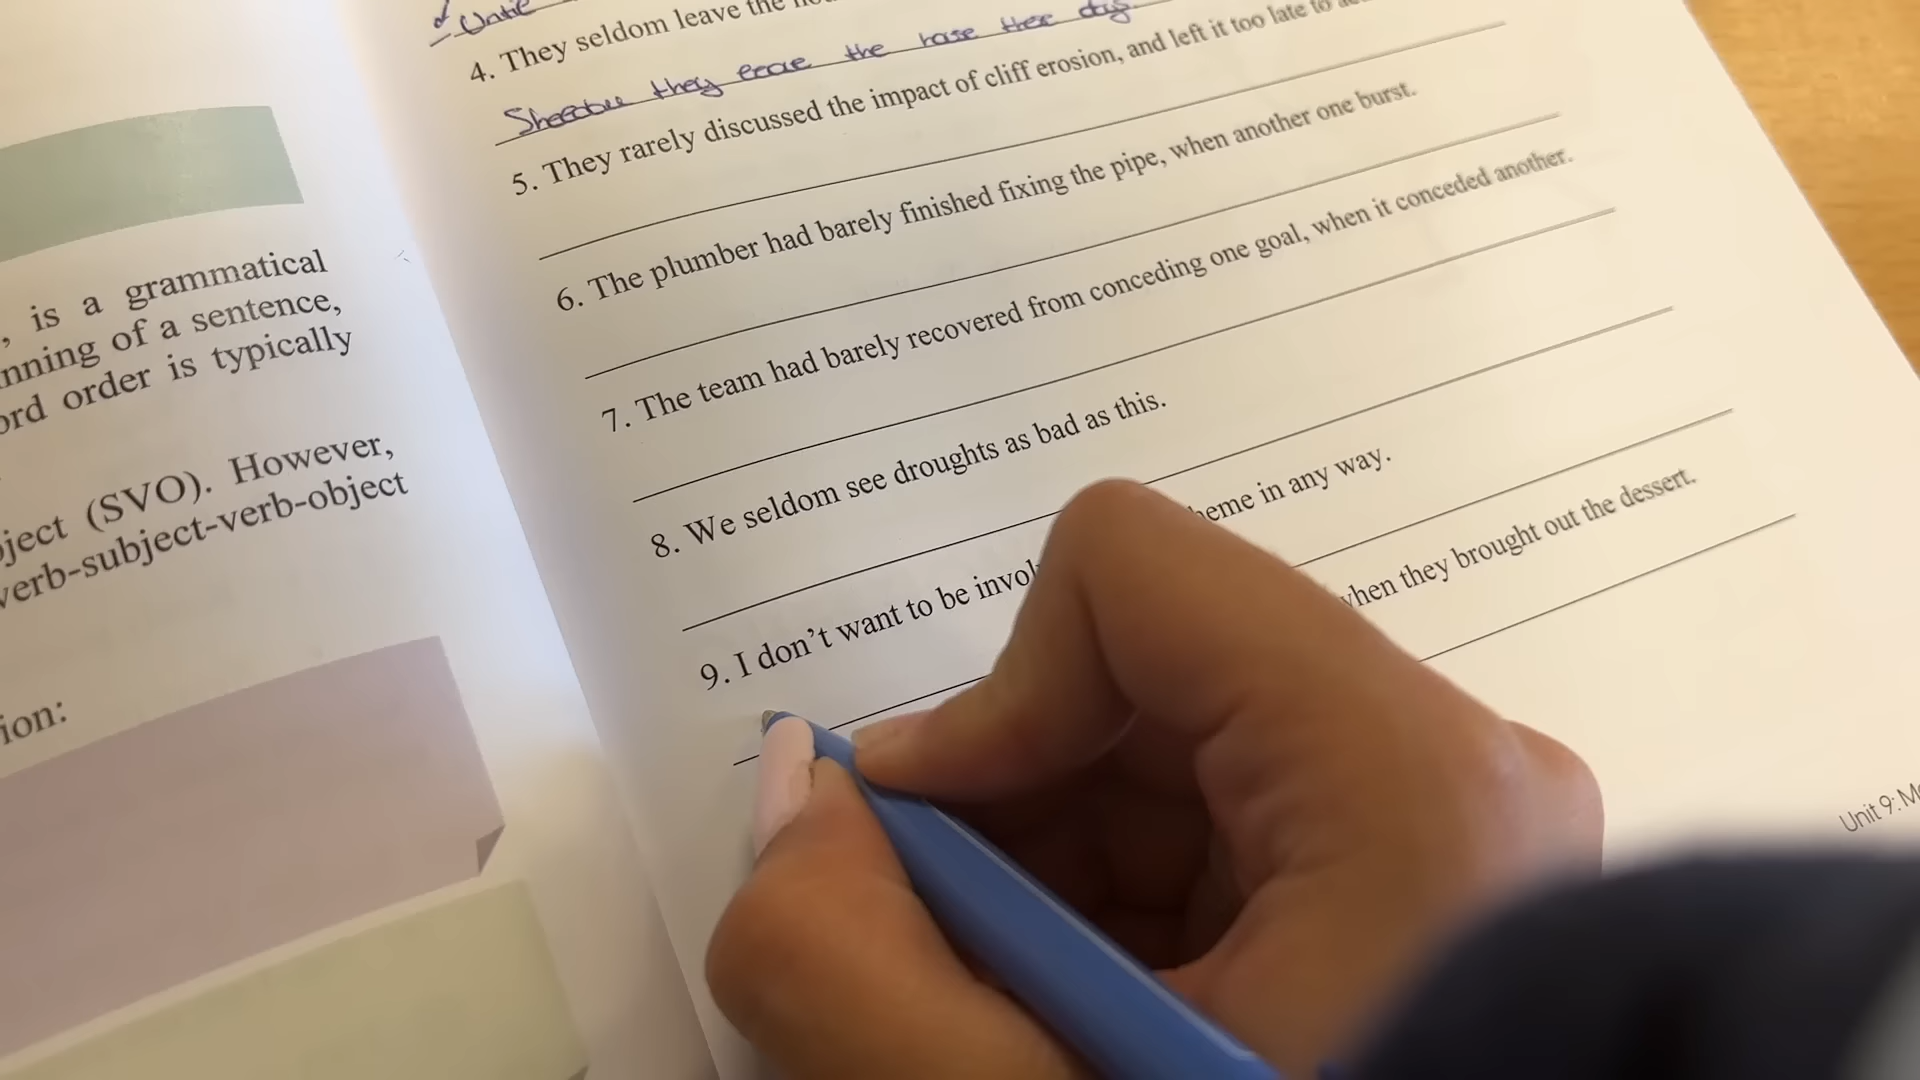 , is a grammatical
nning of a sentence,
ord order is typically
ject (SVO). However,
verb-subject-verb-object
ion:
4. They seldom leave the
they the
5. They rarely discussed the impact of cliff erosion, and left it too late to
6. The plumber had barely finished fixing the pipe, when another one burst.
7. The team had barely recovered from conceding one goal, when it conceded another.
8. We seldom see droughts as bad as this.
9. I don't want to be invol heme in any way.
when they brought out the dessert.
Unit 9: M